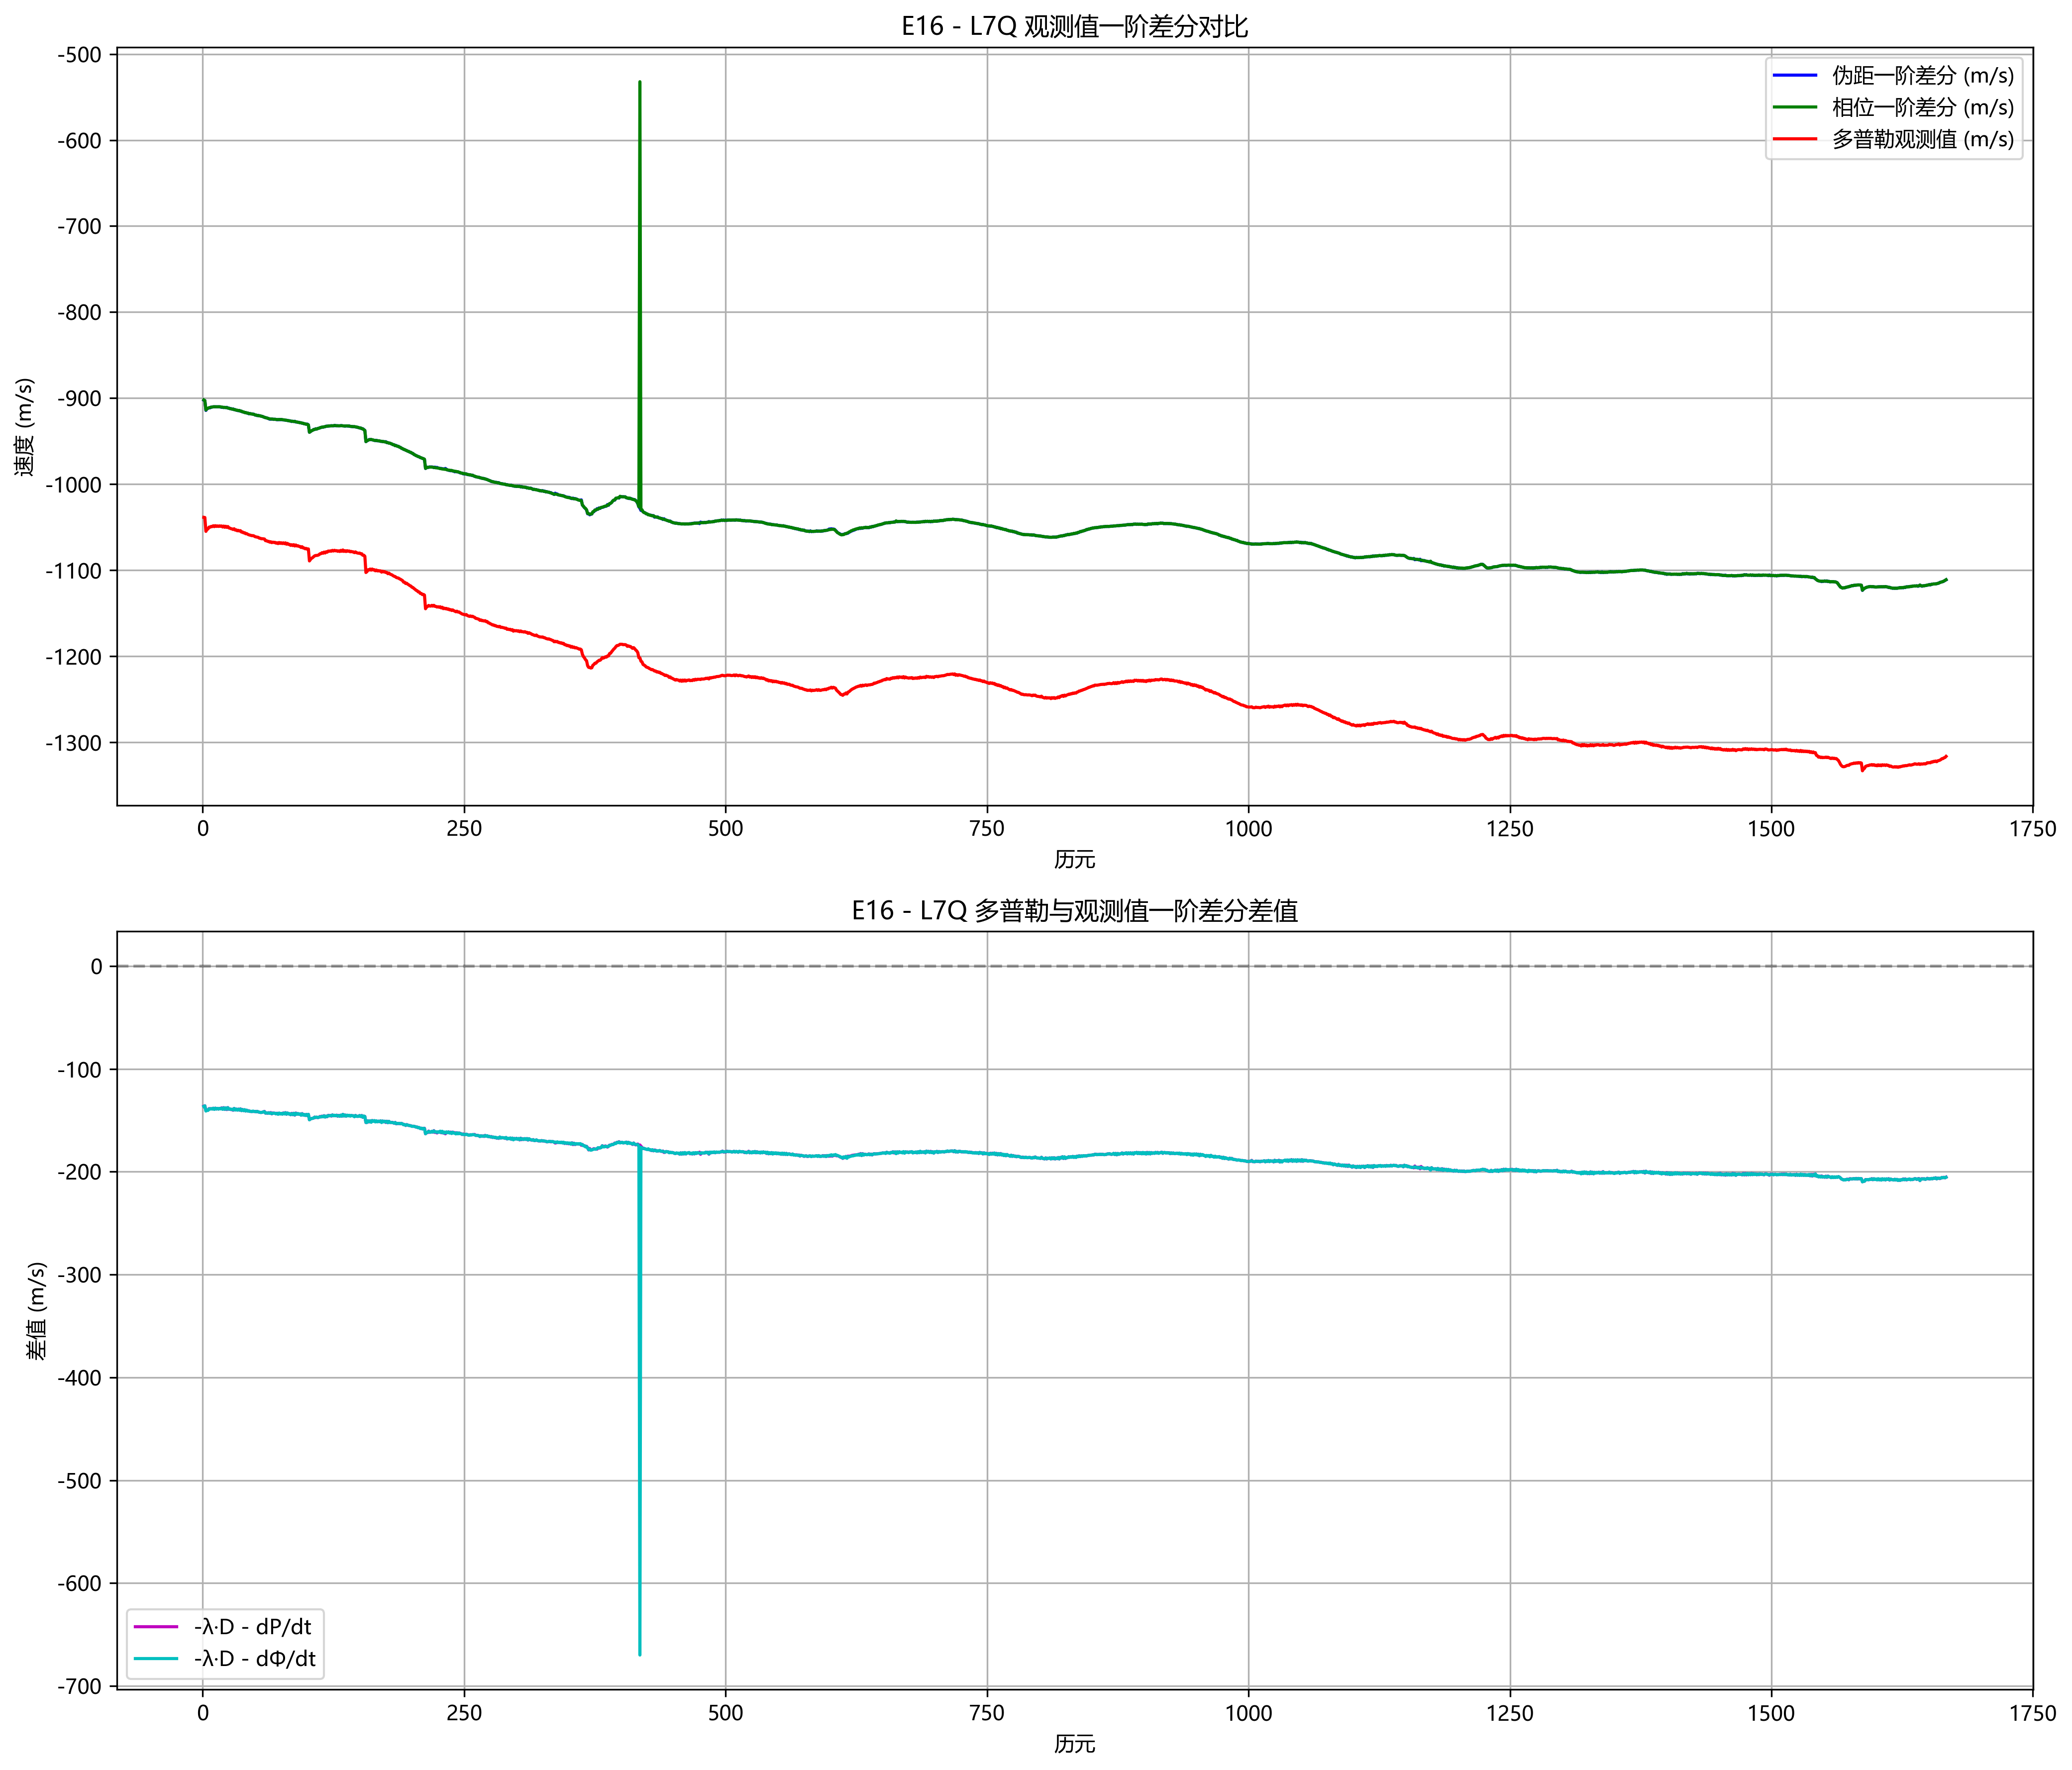 E16 - L7Q 观测值一阶差分对比
伪距一阶差分 (m/s)
相位一阶差分 (m/s)
多普勒观测值 (m/s)
速度 (m/s)
-500
-600
-700
-800
-900
-1000
-1100
-1200
-1300
0 250 500 750 1000 1250 1500 1750
历元
E16 - L7Q 多普勒与观测值一阶差分差值
差值 (m/s)
0
-100
-200
-300
-400
-500
-600
-700
-λ·D - dP/dt
-λ·D - dΦ/dt
0 250 500 750 1000 1250 1500 1750
历元